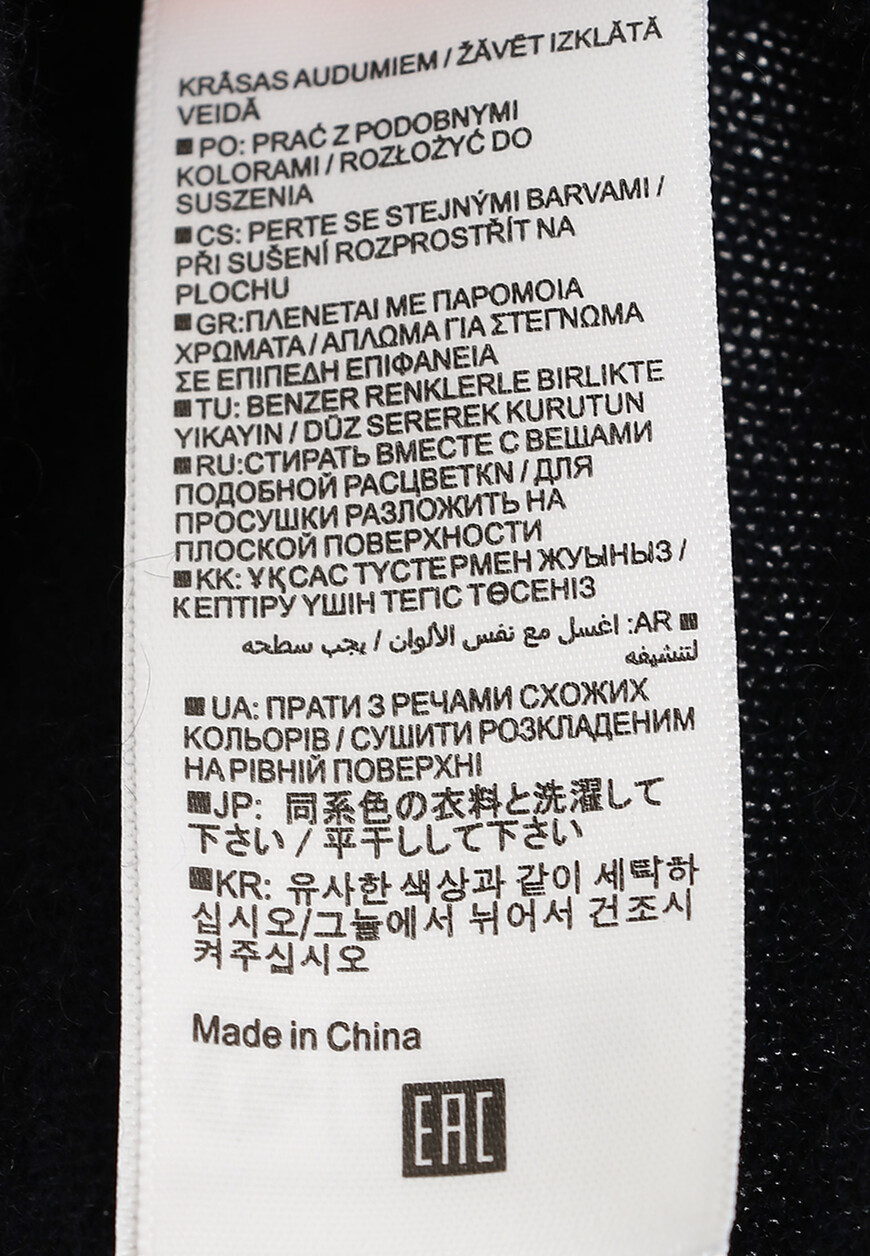 KRĀSAS AUDUMIEM / ŽĀVĒT IZKLĀTĀ
VEIDĀ
■ PO: PRAĆ Z PODOBNYMI
KOLORAMI / ROZŁOŻYĆ DO
SUSZENIA
■ CS: PERTE SE STEJNÝMI BARVAMI /
PŘI SUŠENÍ ROZPROSTŘÍT NA
PLOCHU
■ GR:ΠΛΕΝΕΤΑΙ ΜΕ ΠΑΡΟΜΟΙΑ
ΧΡΩΜΑΤΑ / ΑΠΛΩΜΑ ΓΙΑ ΣΤΕΓΝΩΜΑ
ΣΕ ΕΠΙΠΕΔΗ ΕΠΙΦΑΝΕΙΑ
■ TU: BENZER RENKLERLE BIRLIKTE
YIKAYIN / DÜZ SEREREK KURUTUN
■ RU:СТИРАТЬ ВМЕСТЕ С ВЕШАМИ
ПОДОБНОЙ РАСЦВЕТКN / ДЛЯ
ПРОСУШКИ РАЗЛОЖИТЬ НА
ПЛОСКОЙ ПОВЕРХНОСТИ
■ KK: ҰҚСАС ТҮСТЕРМЕН ЖУЫНЫЗ /
КЕПТІРУ ҮШІН ТЕГІС ТӨСЕНІЗ
■ AR: اغسل مع نفس الألوان / يجب سطحه
لتنشيفه
■ UA: ПРАТИ З РЕЧАМИ СХОЖИХ
КОЛЬОРІВ / СУШИТИ РОЗКЛАДЕНИМ
НА РІВНІЙ ПОВЕРХНІ
■ JP: 同系色の衣料と洗濯して
下さい / 平干ししして下さい
■ KR: 유사한 색상과 같이 세탁하
십시오/그늘에서 뉘어서 건조시
켜주십시오
Made in China
EAC